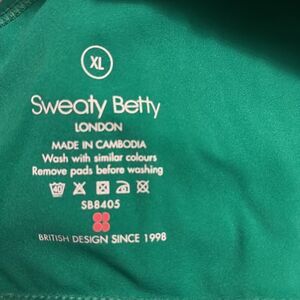 XL
Sweaty Betty
LONDON
MADE IN CAMBODIA
Wash with similar colours
Remove pads before washing
SB8405
BRITISH DESIGN SINCE 1998